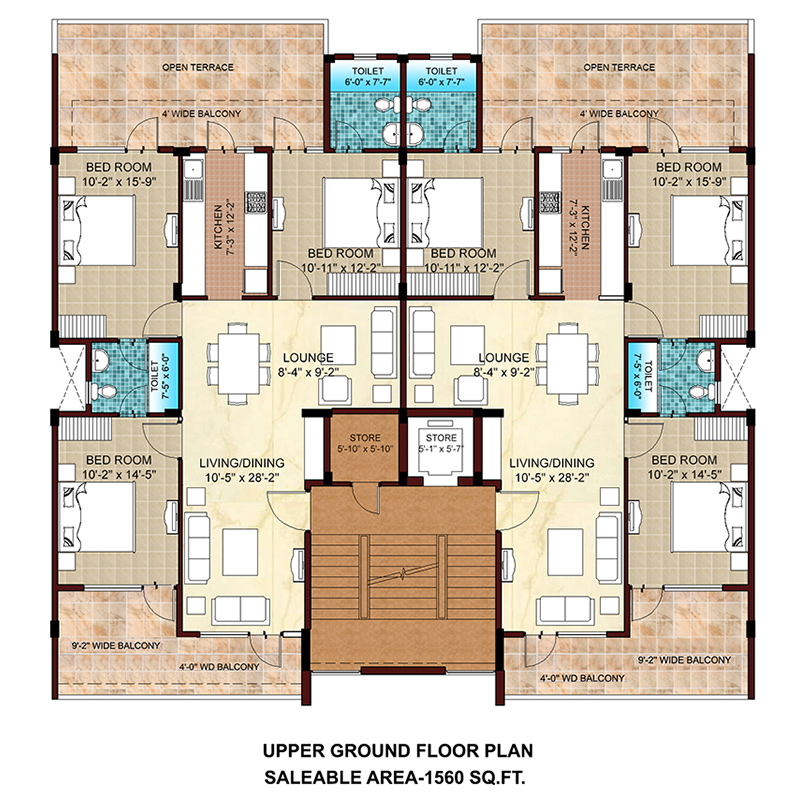 OPEN TERRACE
TOILET
6'-0" x 7'-7"
TOILET
6'-0" x 7'-7"
OPEN TERRACE
4' WIDE BALCONY
4' WIDE BALCONY
BED ROOM
10'-2" x 15'-9"
BED ROOM
10'-2" x 15'-9"
KITCHEN
7'-3" x 12'-2"
KITCHEN
7'-3" x 12'-2"
BED ROOM
10'-11" x 12'-2"
BED ROOM
10'-11" x 12'-2"
LOUNGE
8'-4" x 9'-2"
LOUNGE
8'-4" x 9'-2"
TOILET
7'-5" x 6'-0"
TOILET
7'-5" x 6'-0"
STORE
5'-10" x 5'-10"
STORE
5'-1" x 5'-7"
BED ROOM
10'-2" x 14'-5"
LIVING/DINING
10'-5" x 28'-2"
LIVING/DINING
10'-5" x 28'-2"
BED ROOM
10'-2" x 14'-5"
9'-2" WIDE BALCONY
4'-0" WD BALCONY
9'-2" WIDE BALCONY
4'-0" WD BALCONY
UPPER GROUND FLOOR PLAN
SALEABLE AREA-1560 SQ.FT.